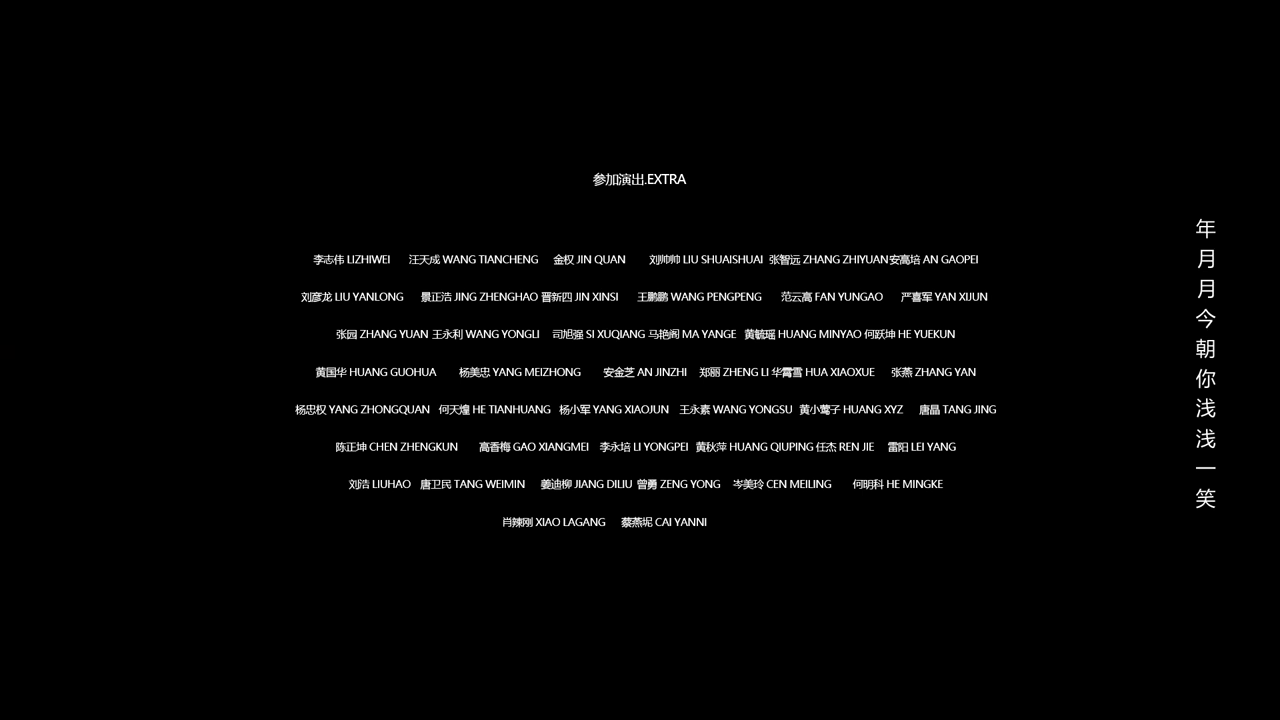 参加演出.EXTRA
李志伟 LIZHIWEI 汪天成 WANG TIANCHENG 金权 JIN QUAN 刘帅帅 LIU SHUAISHUAI 张智远 ZHANG ZHIYUAN 安高培 AN GAOPEI
刘彦龙 LIU YANLONG 景正浩 JING ZHENGHAO 晋新四 JIN XINSI 王鹏鹏 WANG PENGPENG 范云高 FAN YUNGAO 严喜军 YAN XIJUN
张园 ZHANG YUAN 王永利 WANG YONGLI 司旭强 SI XUQIANG 马艳阁 MA YANGE 黄毓瑶 HUANG MINYAO 何跃坤 HE YUEKUN
黄国华 HUANG GUOHUA 杨美忠 YANG MEIZHONG 安金芝 AN JINZHI 郑丽 ZHENG LI 华霄雪 HUA XIAOXUE 张燕 ZHANG YAN
杨忠权 YANG ZHONGQUAN 何天煌 HE TIANHUANG 杨小军 YANG XIAOJUN 王永素 WANG YONGSU 黄小莺子 HUANG XYZ 唐晶 TANG JING
陈正坤 CHEN ZHENGKUN 高香梅 GAO XIANGMEI 李永培 LI YONGPEI 黄秋萍 HUANG QIUPING 任杰 REN JIE 雷阳 LEI YANG
刘浩 LIUHAO 唐卫民 TANG WEIMIN 姜迪柳 JIANG DILIU 曾勇 ZENG YONG 岑美玲 CEN MEILING 何明科 HE MINGKE
肖辣刚 XIAO LAGANG 蔡燕坭 CAI YANNI
年月月今朝你浅浅一笑